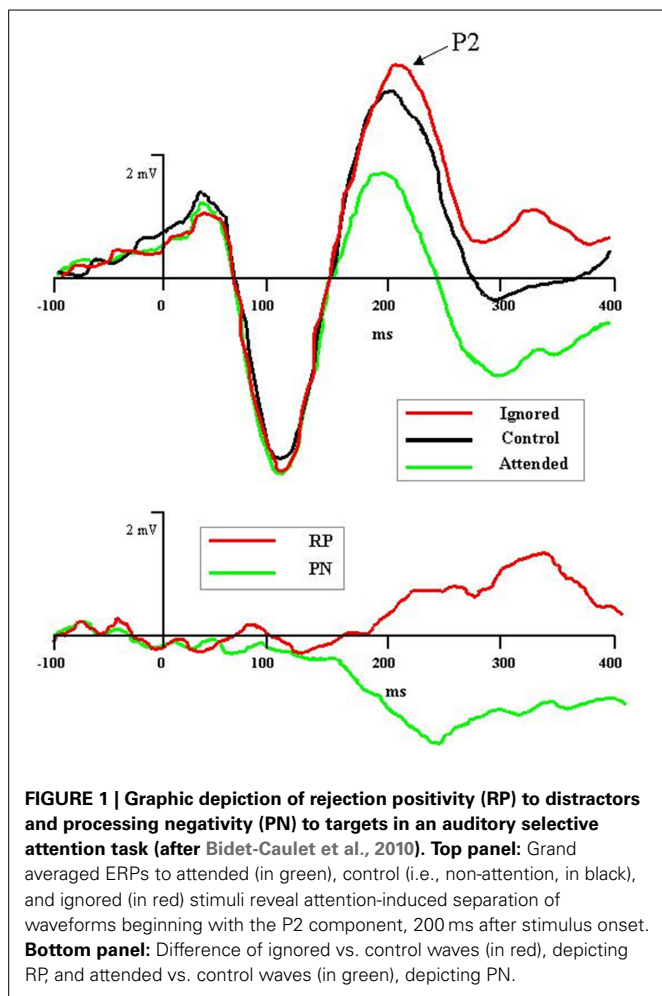 P2
2 mV
-100 0 100 200 300 400
ms
Ignored
Control
Attended
2 mV
RP
PN
-100 0 100 200 300 400
ms
FIGURE 1 | Graphic depiction of rejection positivity (RP) to distractors
and processing negativity (PN) to targets in an auditory selective
attention task (after Bidet-Caulet et al., 2010). Top panel: Grand
averaged ERPs to attended (in green), control (i.e., non-attention, in black),
and ignored (in red) stimuli reveal attention-induced separation of
waveforms beginning with the P2 component, 200 ms after stimulus onset.
Bottom panel: Difference of ignored vs. control waves (in red), depicting
RP, and attended vs. control waves (in green), depicting PN.